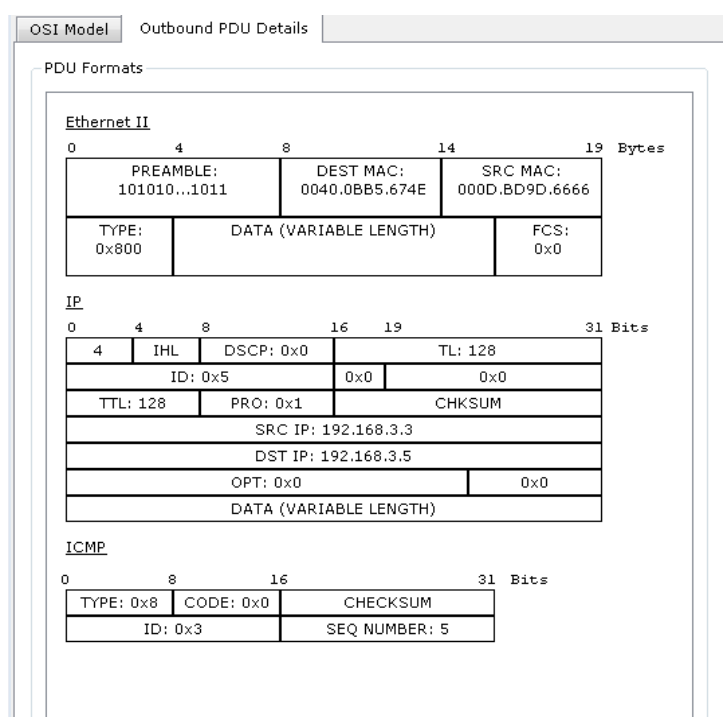 OSI Model Outbound PDU Details
PDU Formats
Ethernet II
0 4 8 14 19 Bytes
PREAMBLE: DEST MAC: SRC MAC:
101010...1011 0040.0BB5.674E 000D.BD9D.6666
TYPE: DATA (VARIABLE LENGTH) FCS:
0x800 0x0
IP
0 4 8 16 19 31 Bits
4 IHL DSCP: 0x0 TL: 128
ID: 0x5 0x0 0x0
TTL: 128 PRO: 0x1 CHKSUM
SRC IP: 192.168.3.3
DST IP: 192.168.3.5
OPT: 0x0 0x0
DATA (VARIABLE LENGTH)
ICMP
0 8 16 31 Bits
TYPE: 0x8 CODE: 0x0 CHECKSUM
ID: 0x3 SEQ NUMBER: 5